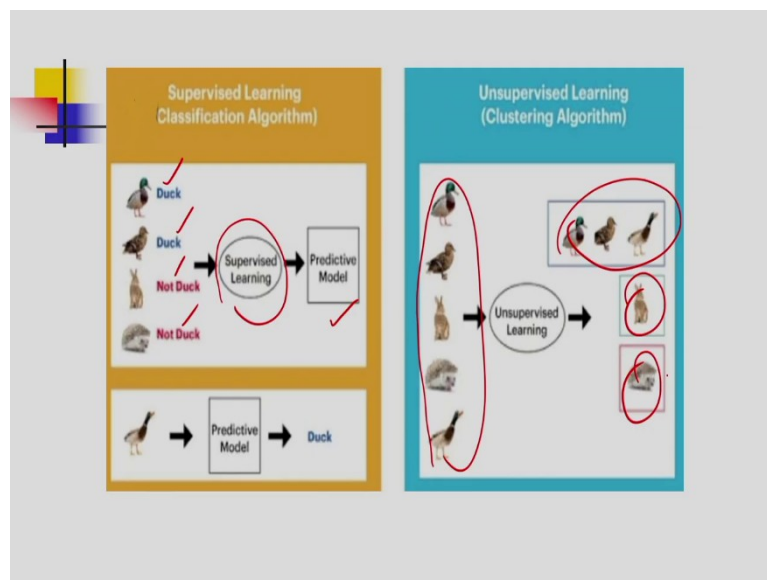 Supervised Learning
(Classification Algorithm)
Duck
Duck
Not Duck
Not Duck
Supervised
Learning
Predictive
Model
Predictive
Model
Duck
Unsupervised Learning
(Clustering Algorithm)
Unsupervised
Learning